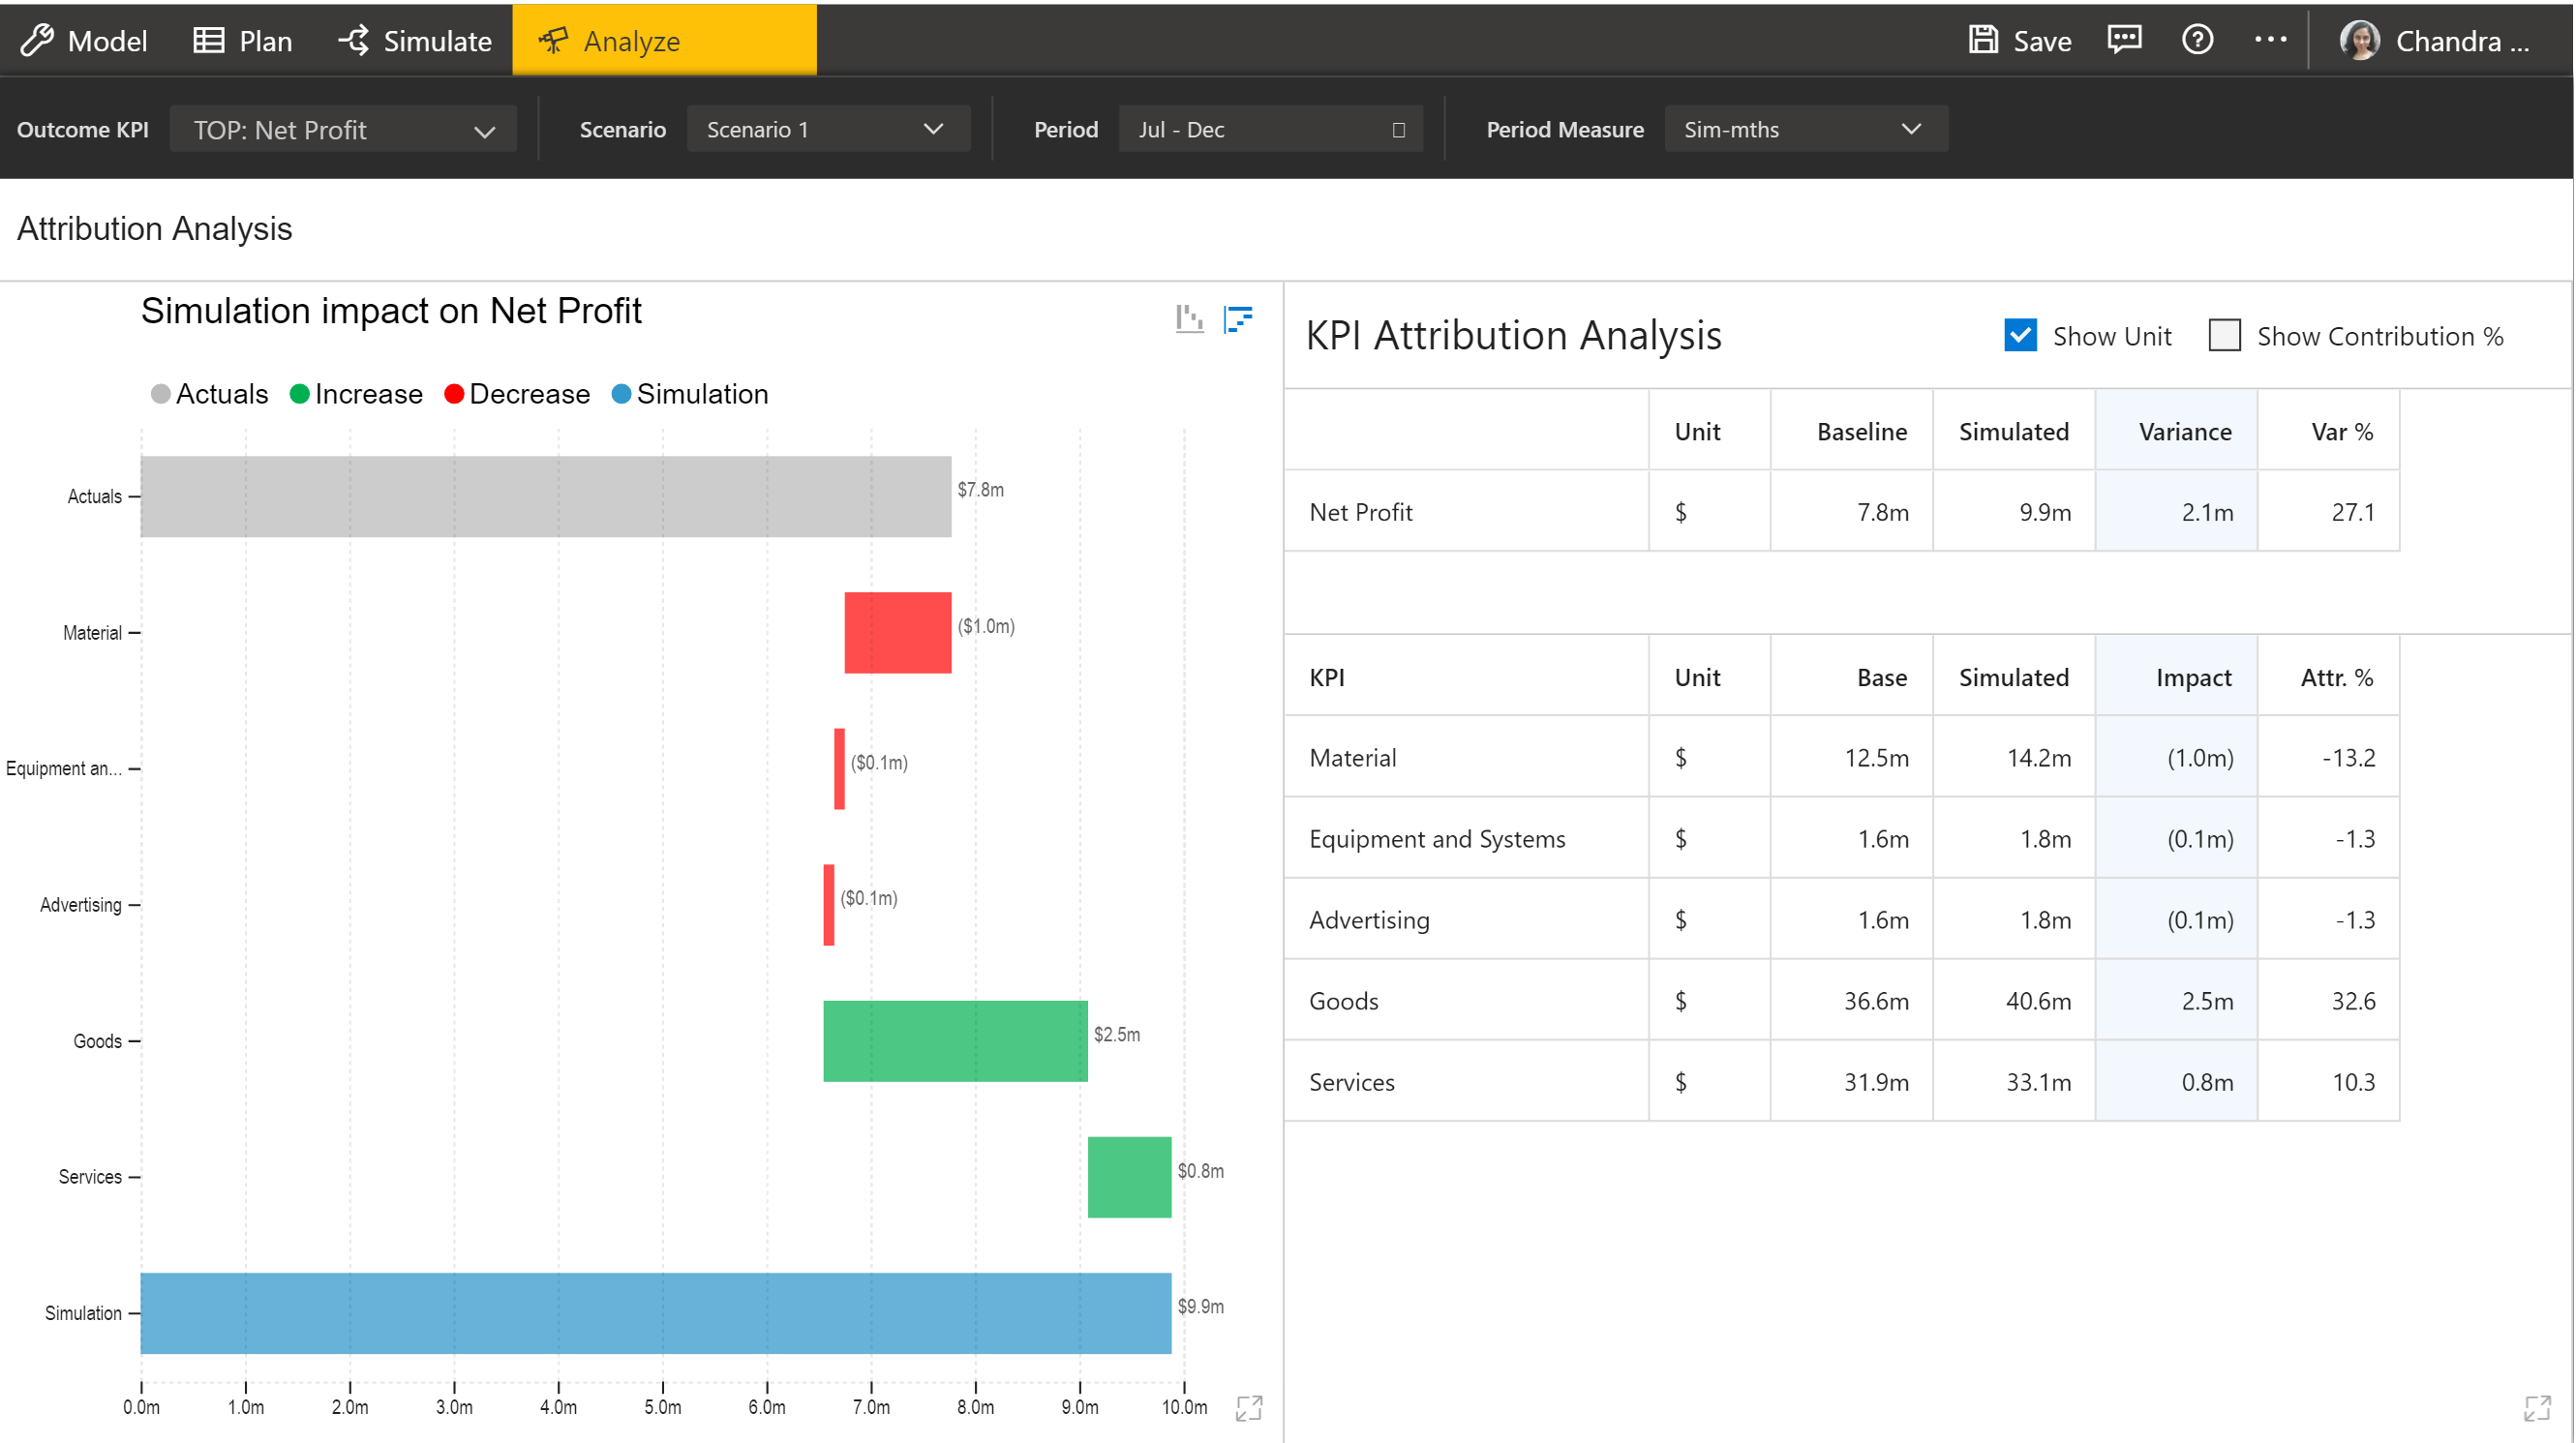 Model Plan Simulate Analyze Save Chandra ...
Outcome KPI TOP: Net Profit Scenario Scenario 1 Period Jul - Dec Period Measure Sim-mths
Attribution Analysis
Simulation impact on Net Profit
Actuals Increase Decrease Simulation
Actuals $7.8m
Material ($1.0m)
Equipment an... ($0.1m)
Advertising ($0.1m)
Goods $2.5m
Services $0.8m
Simulation $9.9m
0.0m 1.0m 2.0m 3.0m 4.0m 5.0m 6.0m 7.0m 8.0m 9.0m 10.0m
KPI Attribution Analysis Show Unit Show Contribution %
Unit Baseline Simulated Variance Var %
Net Profit $ 7.8m 9.9m 2.1m 27.1
KPI Unit Base Simulated Impact Attr. %
Material $ 12.5m 14.2m (1.0m) -13.2
Equipment and Systems $ 1.6m 1.8m (0.1m) -1.3
Advertising $ 1.6m 1.8m (0.1m) -1.3
Goods $ 36.6m 40.6m 2.5m 32.6
Services $ 31.9m 33.1m 0.8m 10.3